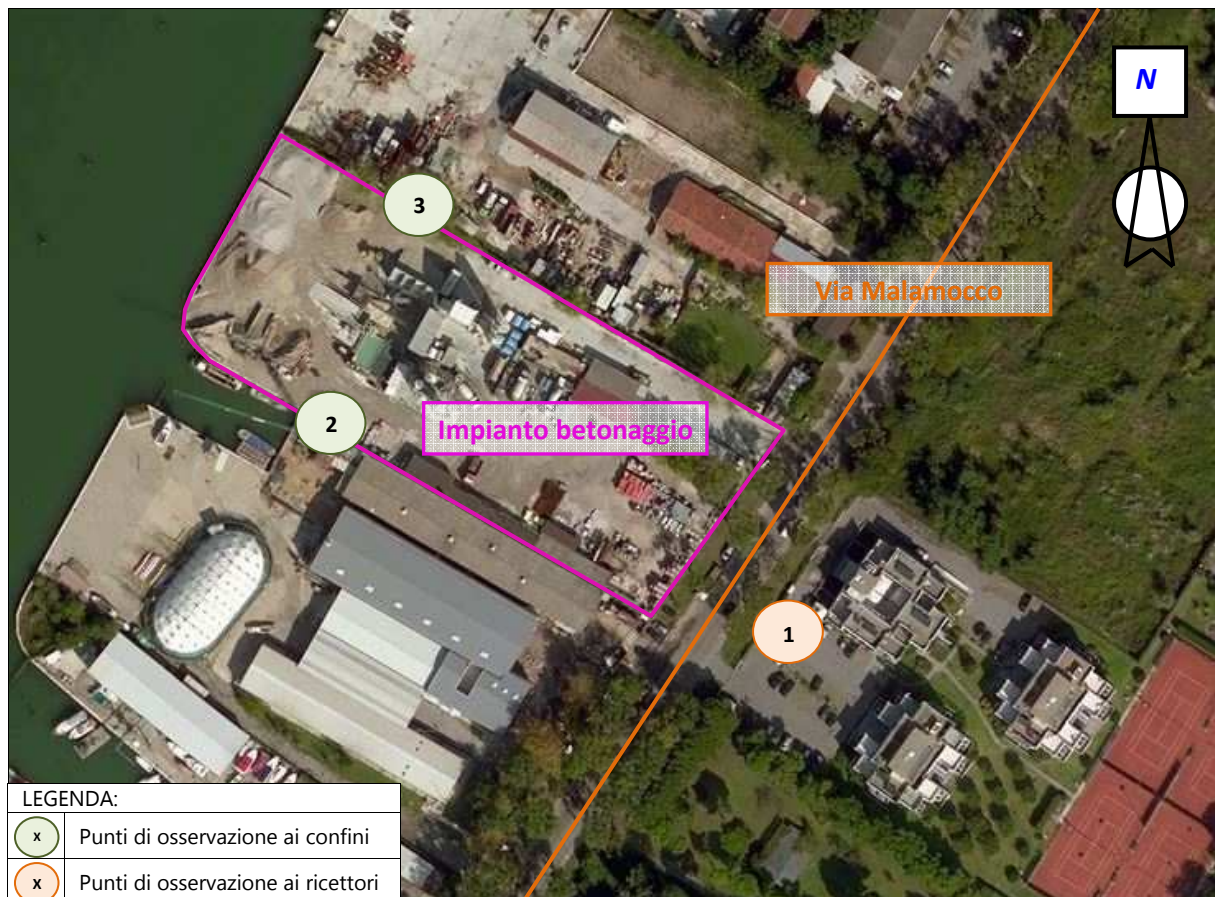 N
3
Via Malamocco
2
Impianto betonaggio
1
LEGENDA:
x Punti di osservazione ai confini
x Punti di osservazione ai ricettori